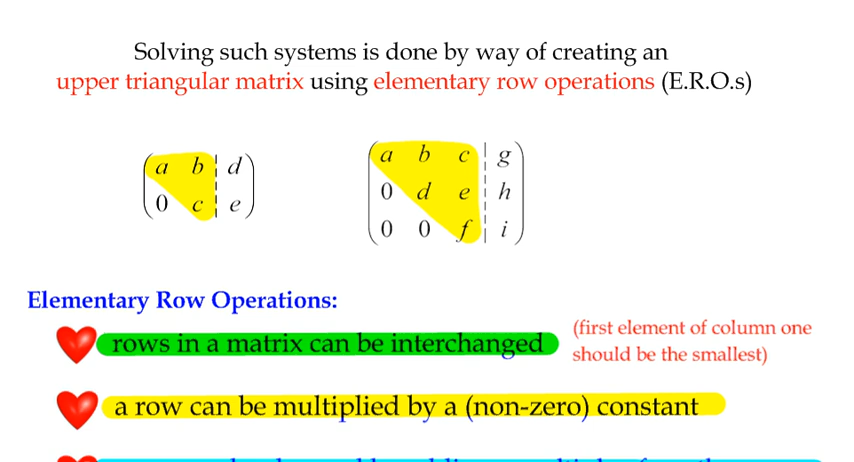 Solving such systems is done by way of creating an
upper triangular matrix using elementary row operations (E.R.O.s)
a b d
0 c e
a b c g
0 d e h
0 0 f i
Elementary Row Operations:
rows in a matrix can be interchanged
(first element of column one
should be the smallest)
a row can be multiplied by a (non-zero) constant